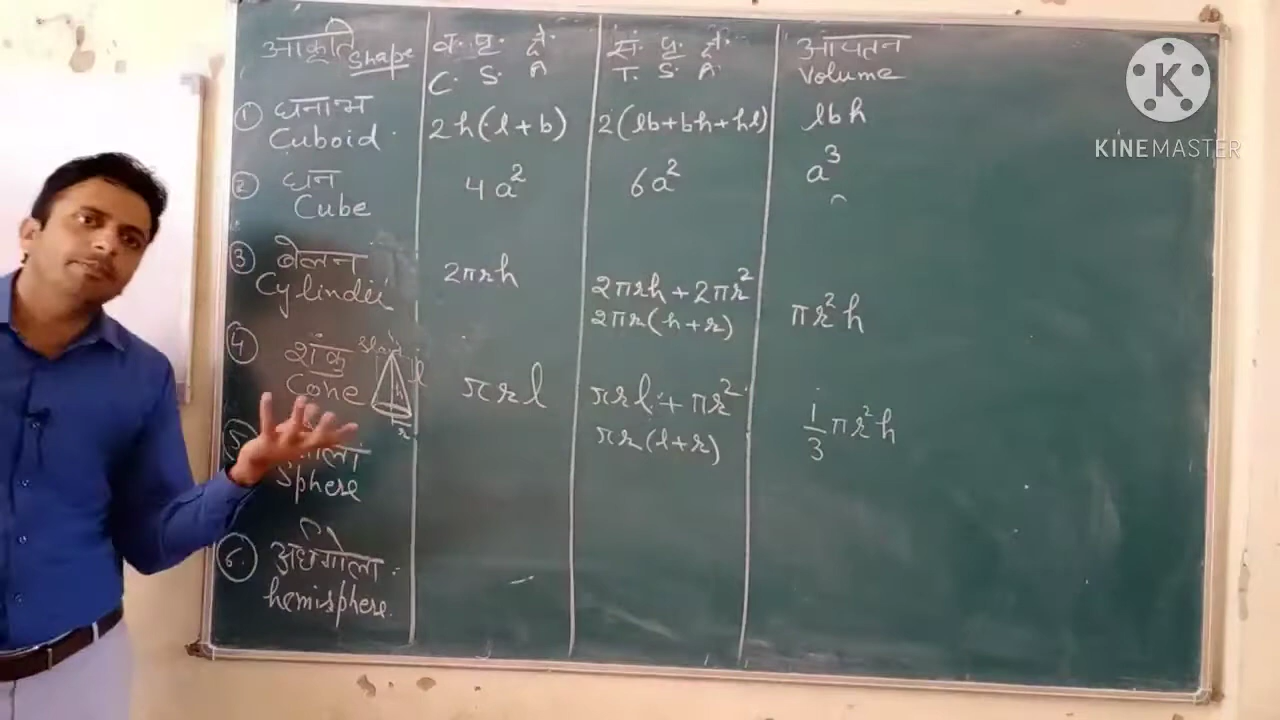 आकृति Shape व. पृ. क्षै. स. पृ. क्षै. आयतन
C. S. A T. S. A. Volume
① घनाभ
Cuboid. 2h(l+b) 2(lb+bh+hl) lbh
② घन 4a² 6a² a³
Cube
③ बेलन 2πrh 2πrh+2πr²
Cylinder 2πr(h+r) πr²h
④ शंकु
Cone h l r πrl πrl+πr² 1/3 πr²h
πr(l+r)
Sphere
⑥ अर्धगोला
hemisphere.
K
KINEMASTER